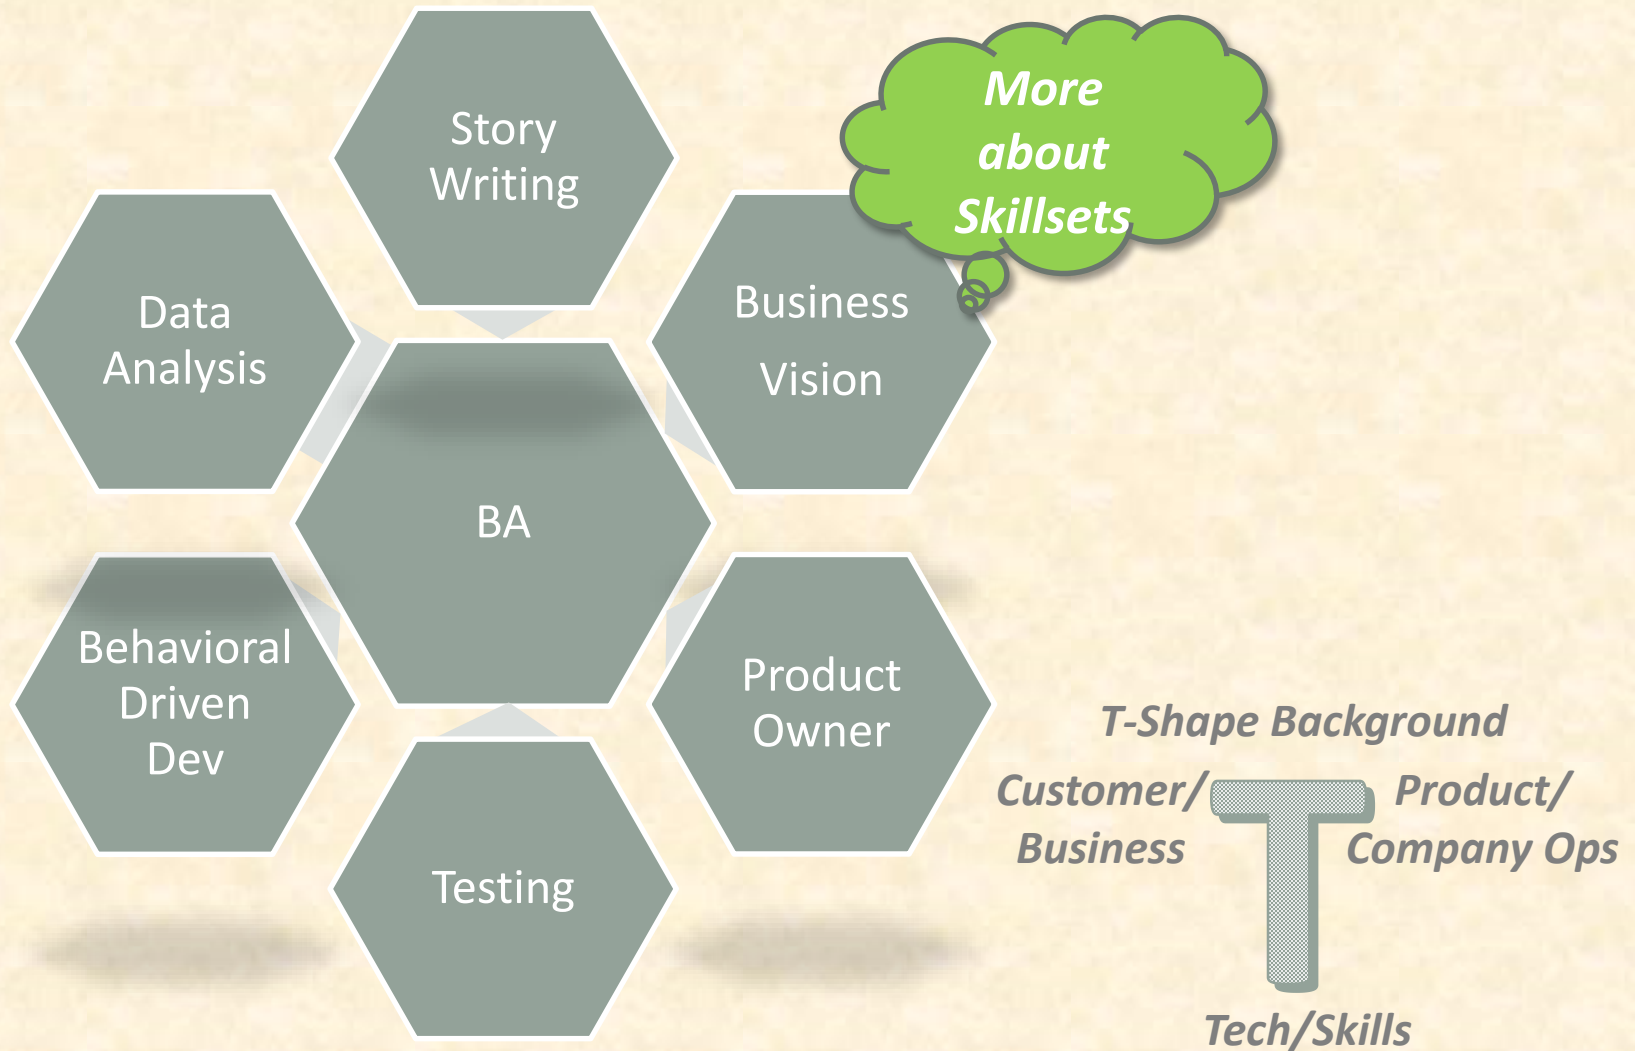 Story
Writing
More
about
Skillsets
Data
Analysis
Business
Vision
BA
Behavioral
Driven
Dev
Product
Owner
Testing
T-Shape Background
Customer/
Business
T
Product/
Company Ops
Tech/Skills